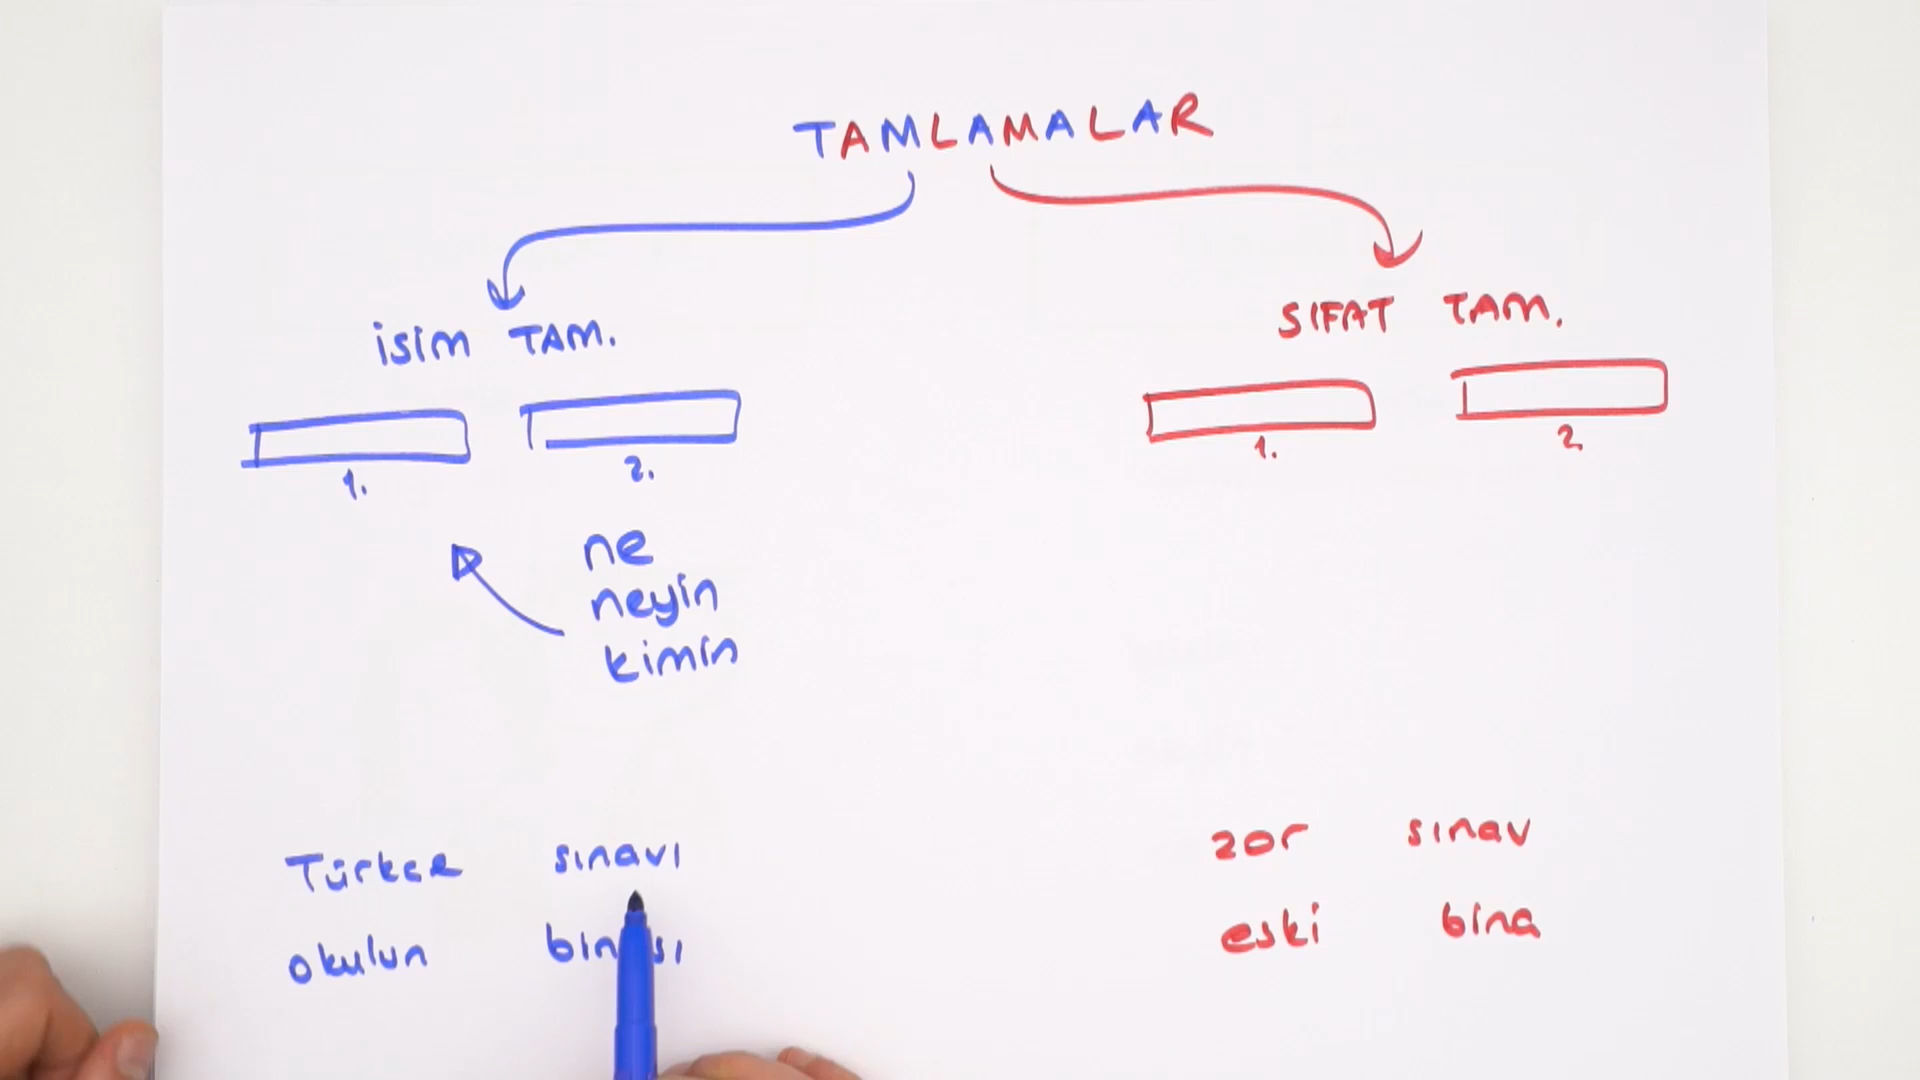 TAMLAMALAR
isim TAM.
1. 2.
ne
neyin
kimin
Türkçe sınavı
okulun
SIFAT TAM.
1. 2
zor sınav
eski bina